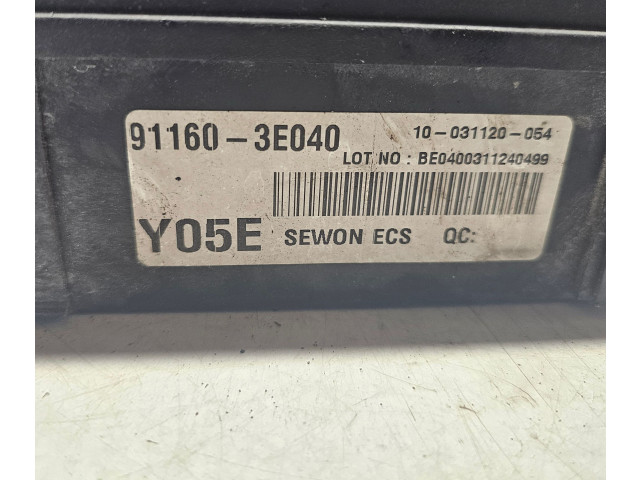 91160-3E040 10-031120-054
LOT NO : BE0400311240499
Y05E SEWON ECS QC: